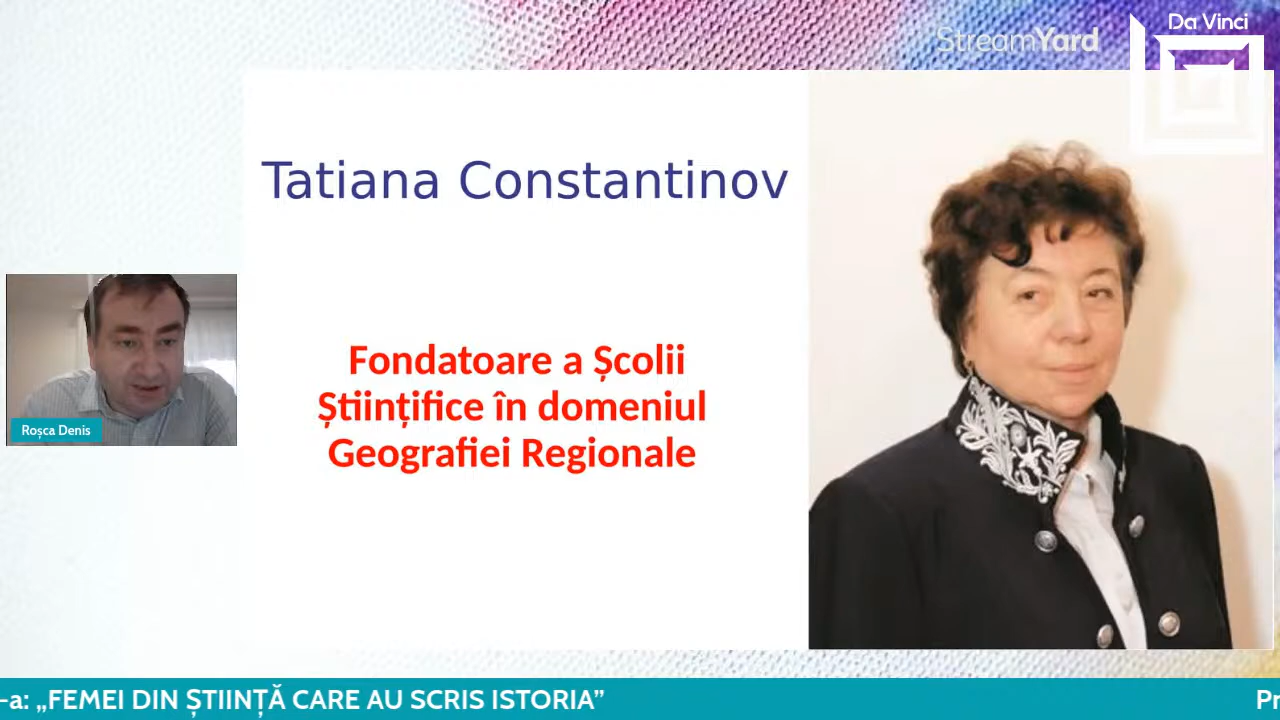 StreamYard
Da Vinci
Tatiana Constantinov
Fondatoare a Școlii
Științifice în domeniul
Geografiei Regionale
Roșca Denis
-a: „FEMEI DIN ȘTIINȚĂ CARE AU SCRIS ISTORIA”
Pr